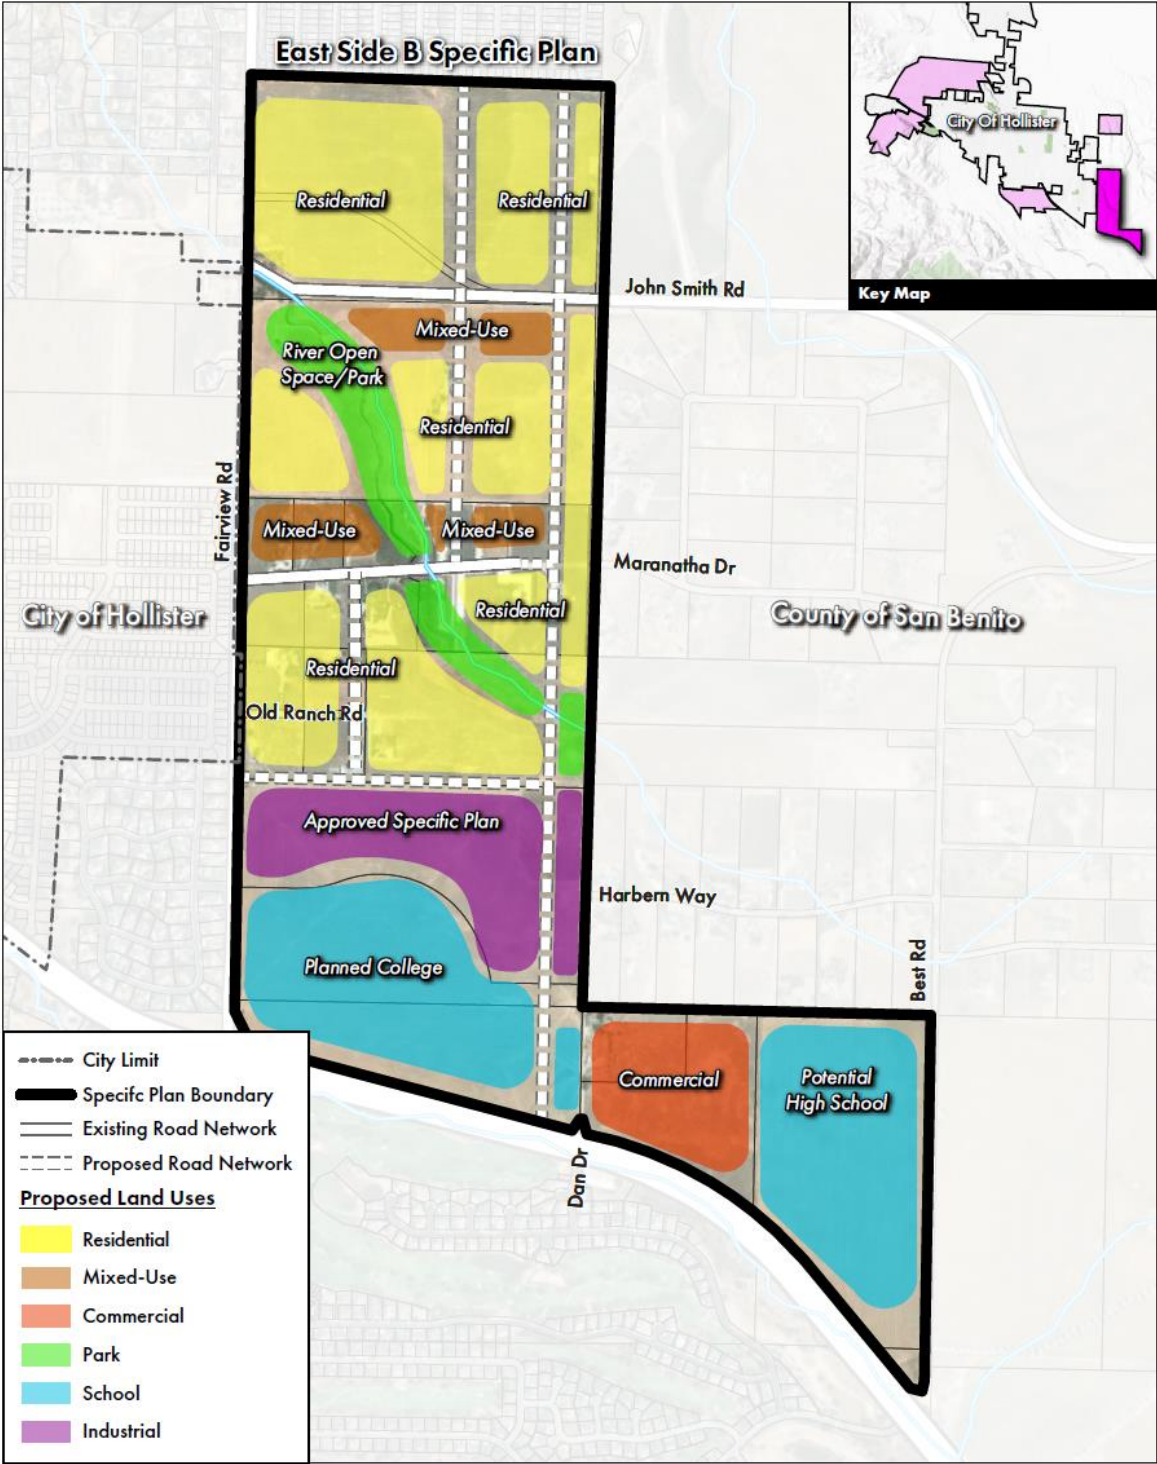 East Side B Specific Plan
City Of Hollister
Key Map
Residential
Residential
John Smith Rd
Mixed-Use
River Open
Space/Park
Residential
Fairview Rd
Mixed-Use
Mixed-Use
Maranatha Dr
City of Hollister
Residential
County of San Benito
Residential
Old Ranch Rd
Approved Specific Plan
Harbern Way
Planned College
Best Rd
Commercial
Potential
High School
Dan Dr
City Limit
Specifc Plan Boundary
Existing Road Network
Proposed Road Network
Proposed Land Uses
Residential
Mixed-Use
Commercial
Park
School
Industrial